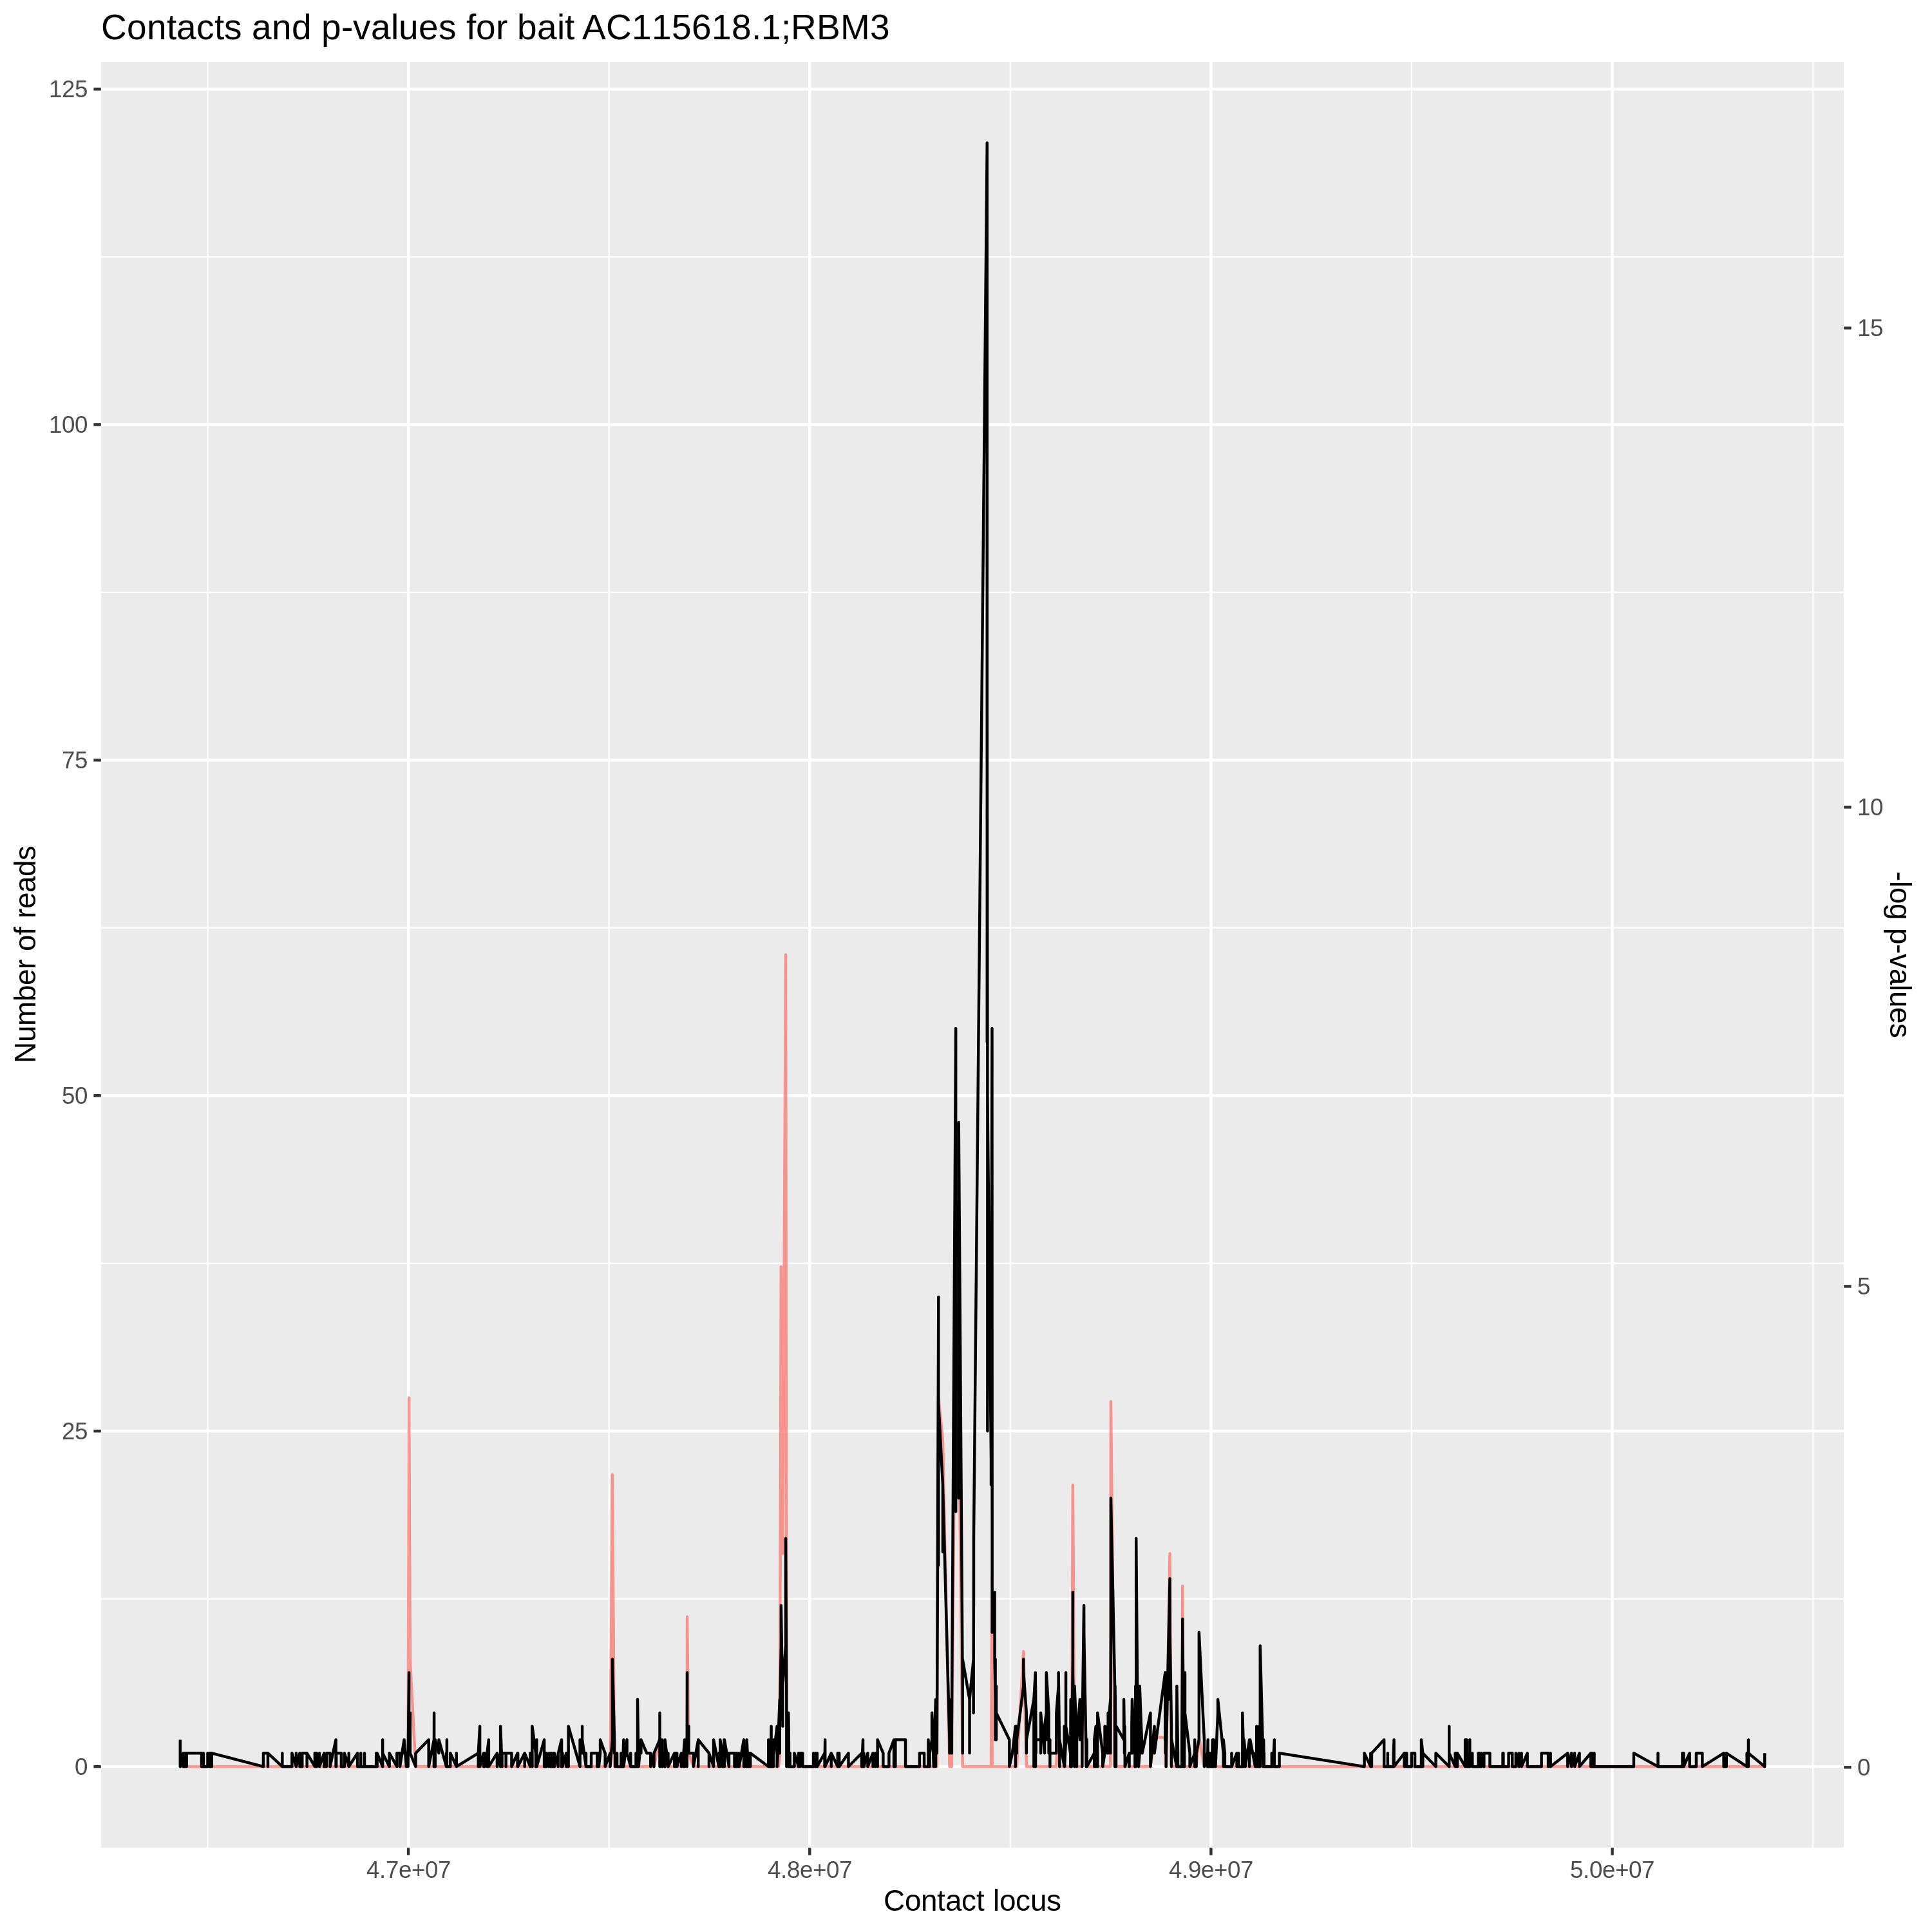 Contacts and p-values for bait AC115618.1;RBM3
125
100
75
50
25
0
Number of reads
15
10
5
0
-log p-values
4.7e+07
4.8e+07
4.9e+07
5.0e+07
Contact locus